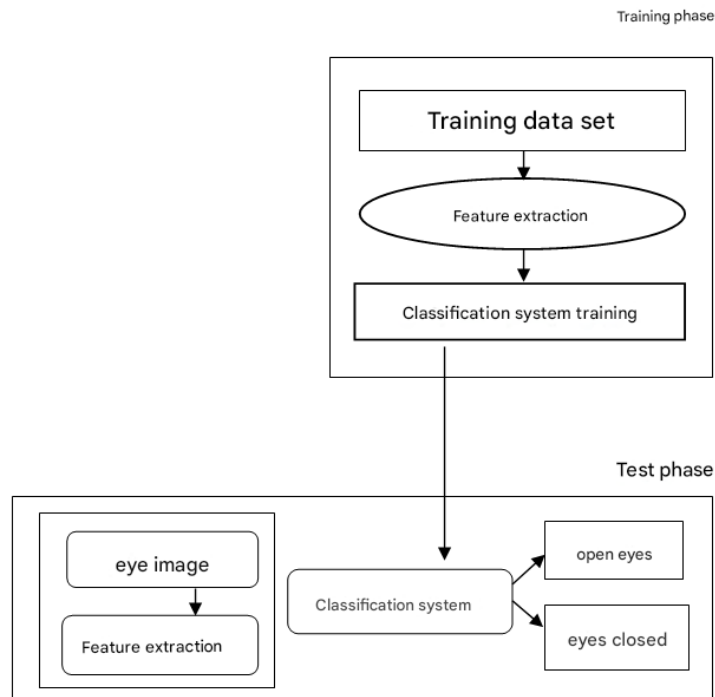 Training phase
Training data set
Feature extraction
Classification system training
Test phase
eye image
Feature extraction
Classification system
open eyes
eyes closed